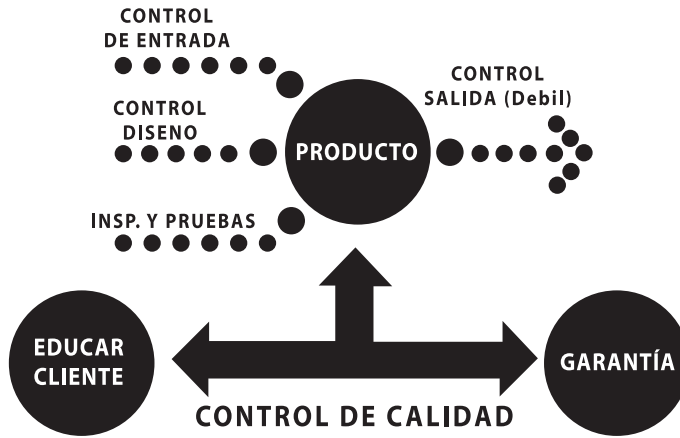 CONTROL
DE ENTRADA
CONTROL
DISENO
INSP. Y PRUEBAS
PRODUCTO
CONTROL
SALIDA (Debil)
EDUCAR
CLIENTE
GARANTÍA
CONTROL DE CALIDAD